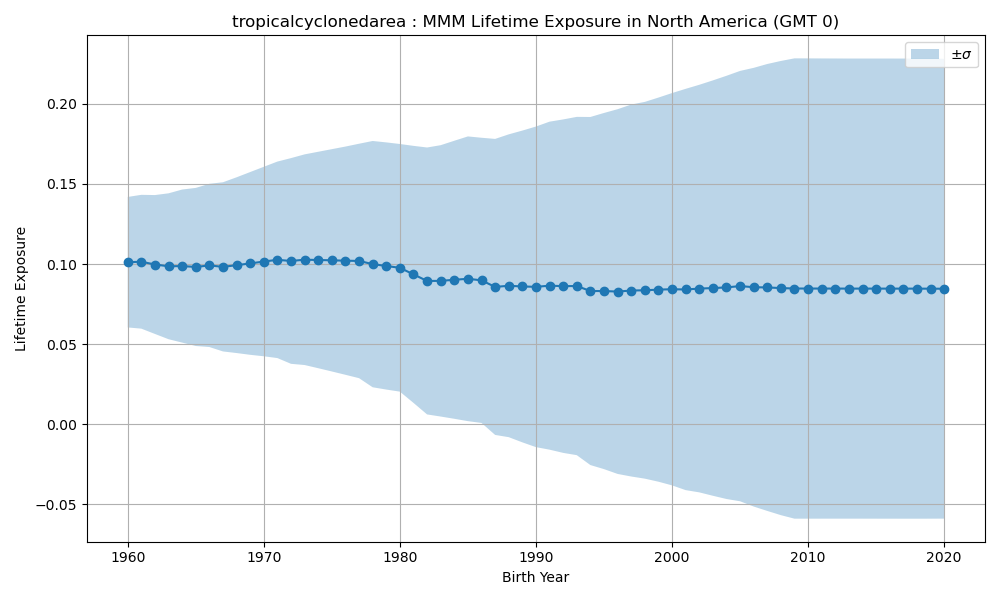 tropicalcyclonedarea : MMM Lifetime Exposure in North America (GMT 0)
±σ
0.20
0.15
0.10
0.05
0.00
−0.05
Lifetime Exposure
1960 1970 1980 1990 2000 2010 2020
Birth Year